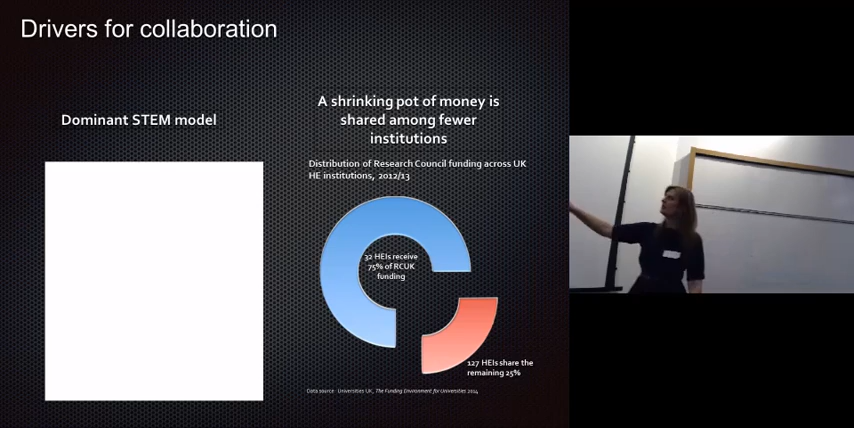 Drivers for collaboration
Dominant STEM model
A shrinking pot of money is
shared among fewer
institutions
Distribution of Research Council funding across UK
HE institutions, 2012/13
32 HEIs receive
75% of RCUK
funding
127 HEIs share the
remaining 25%
Data source: Universities UK, The Funding Environment for Universities 2014